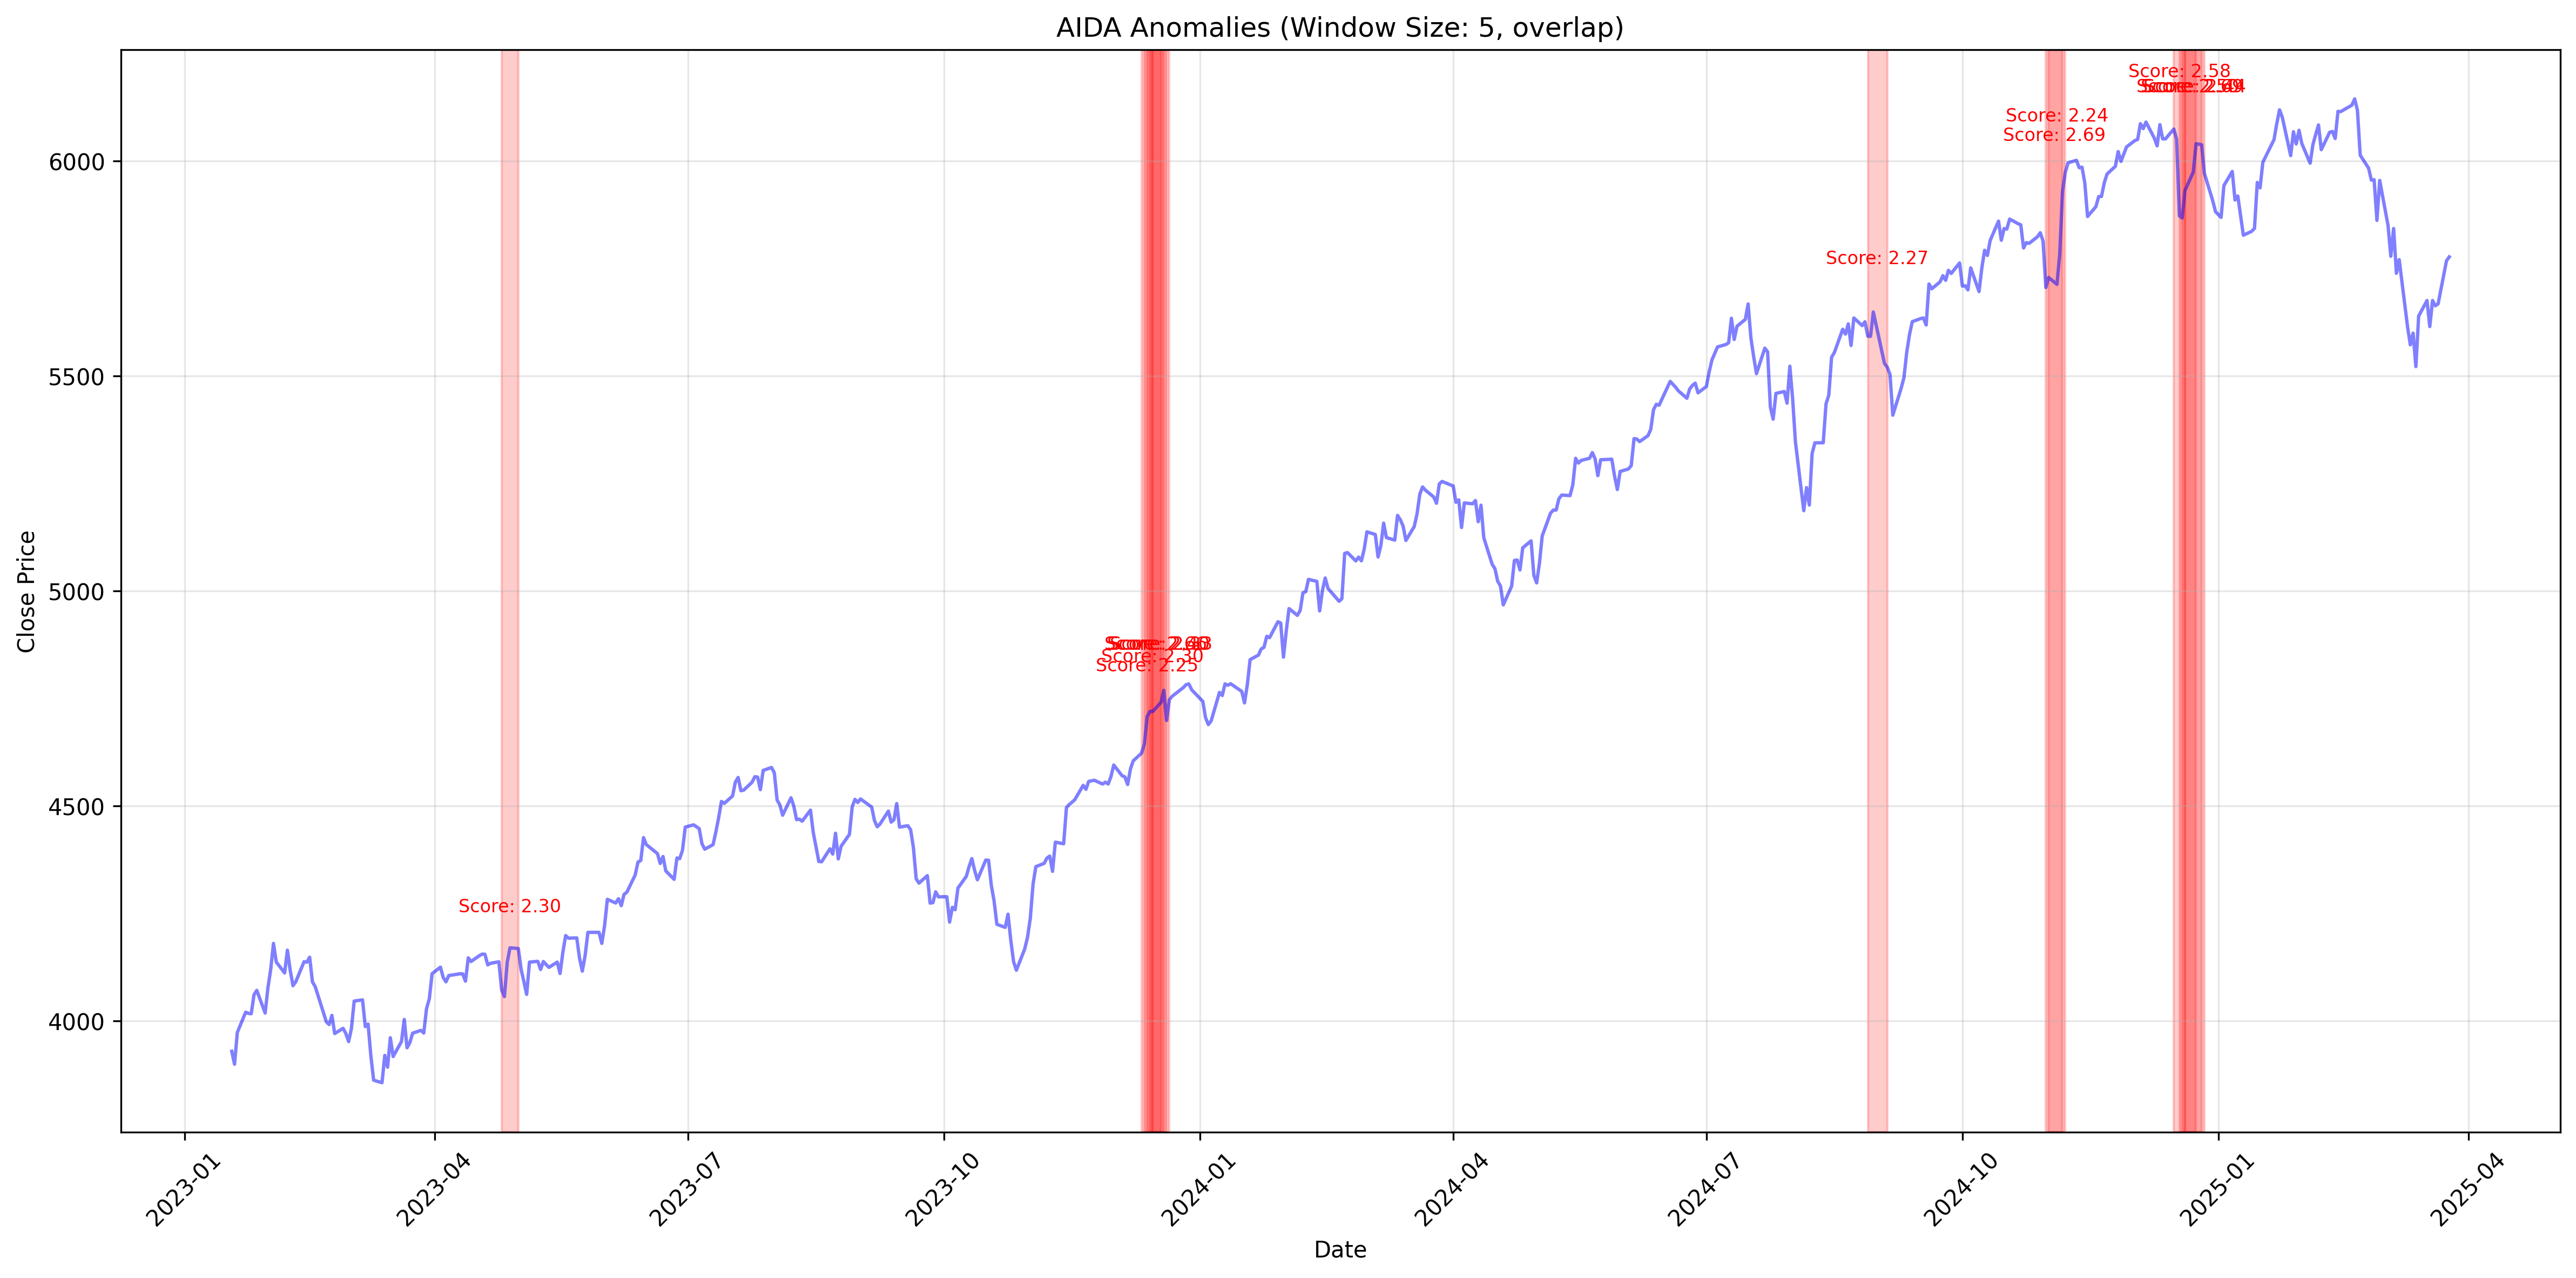 AIDA Anomalies (Window Size: 5, overlap)
Close Price
6000
5500
5000
4500
4000
Score: 2.58
Score:
Score: 2.24
Score: 2.69
Score: 2.27
Score:
Score: 2.30
Score: 2.25
Score: 2.30
2023-01
2023-04
2023-07
2023-10
2024-01
2024-04
2024-07
2024-10
2025-01
2025-04
Date